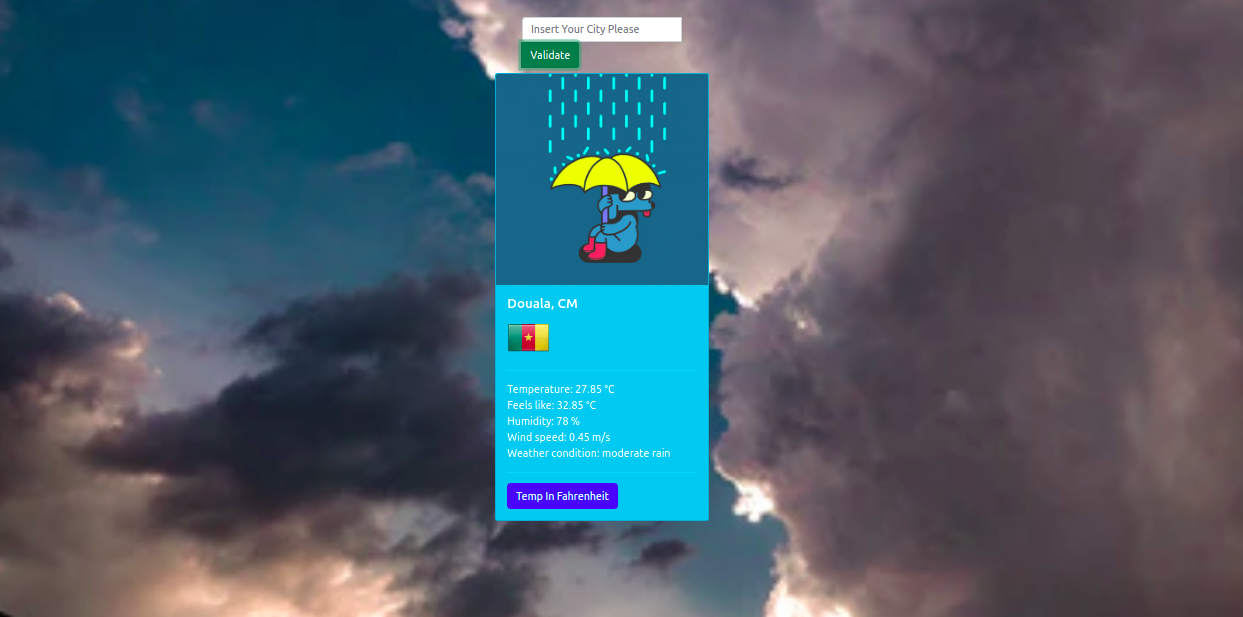 Insert Your City Please
Validate
Douala, CM
Temperature: 27.85 °C
Feels like: 32.85 °C
Humidity: 78 %
Wind speed: 0.45 m/s
Weather condition: moderate rain
Temp In Fahrenheit